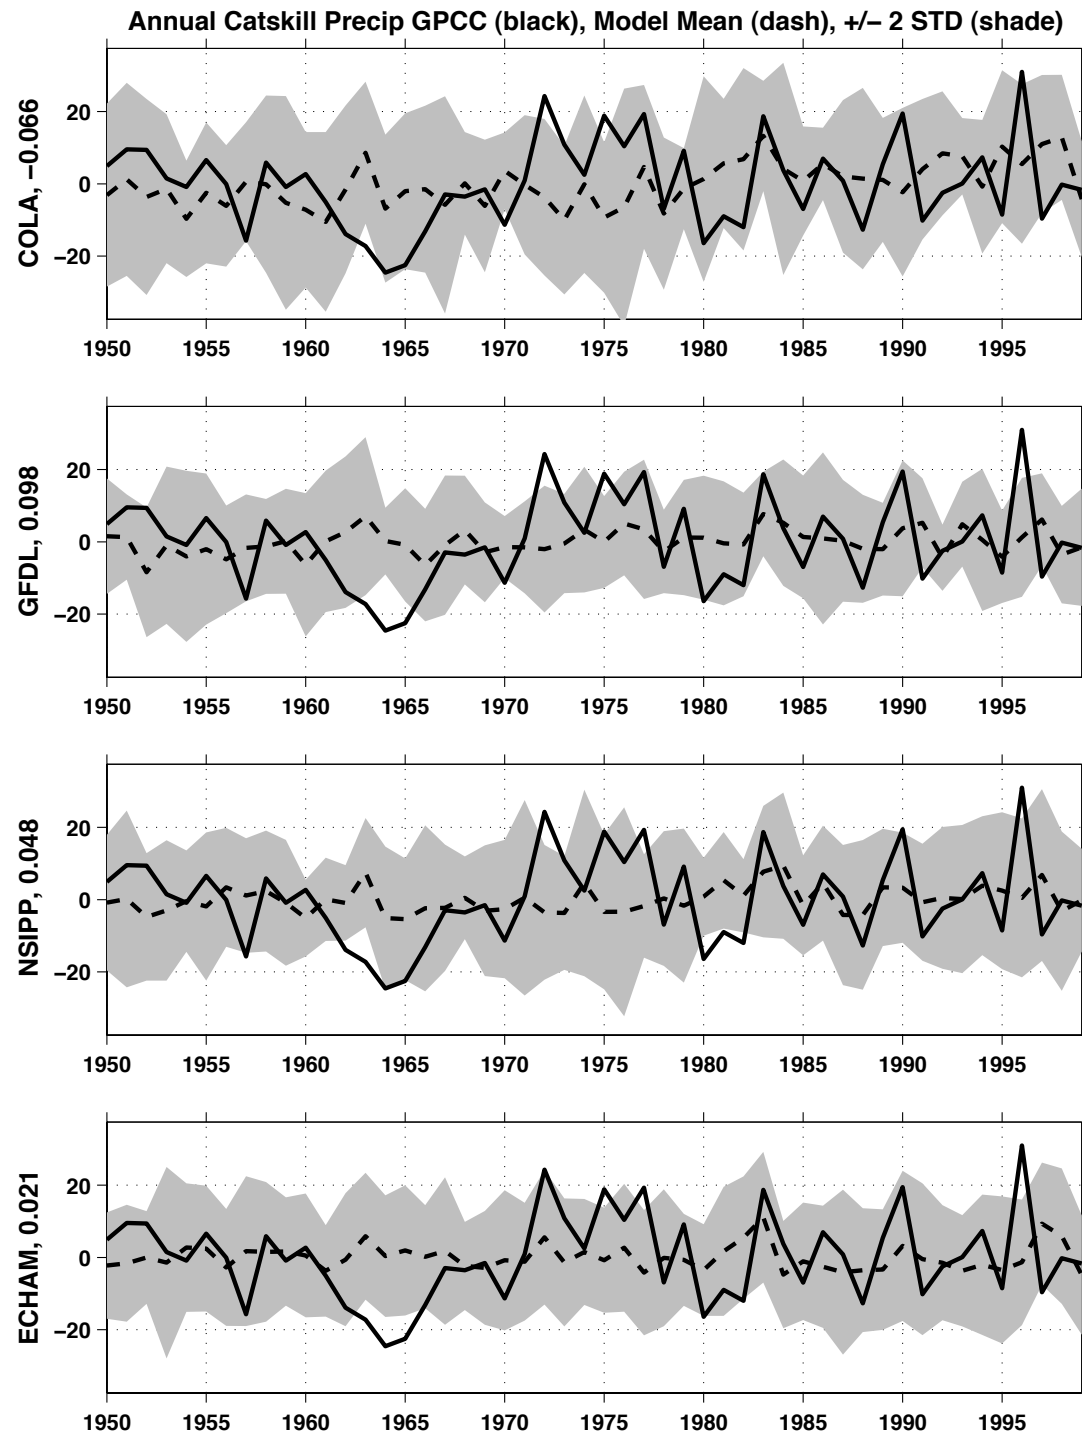 Annual Catskill Precip GPCC (black), Model Mean (dash), +/− 2 STD (shade)
COLA, −0.066
20
0
−20
1950 1955 1960 1965 1970 1975 1980 1985 1990 1995
GFDL, 0.098
20
0
−20
1950 1955 1960 1965 1970 1975 1980 1985 1990 1995
NSIPP, 0.048
20
0
−20
1950 1955 1960 1965 1970 1975 1980 1985 1990 1995
ECHAM, 0.021
20
0
−20
1950 1955 1960 1965 1970 1975 1980 1985 1990 1995